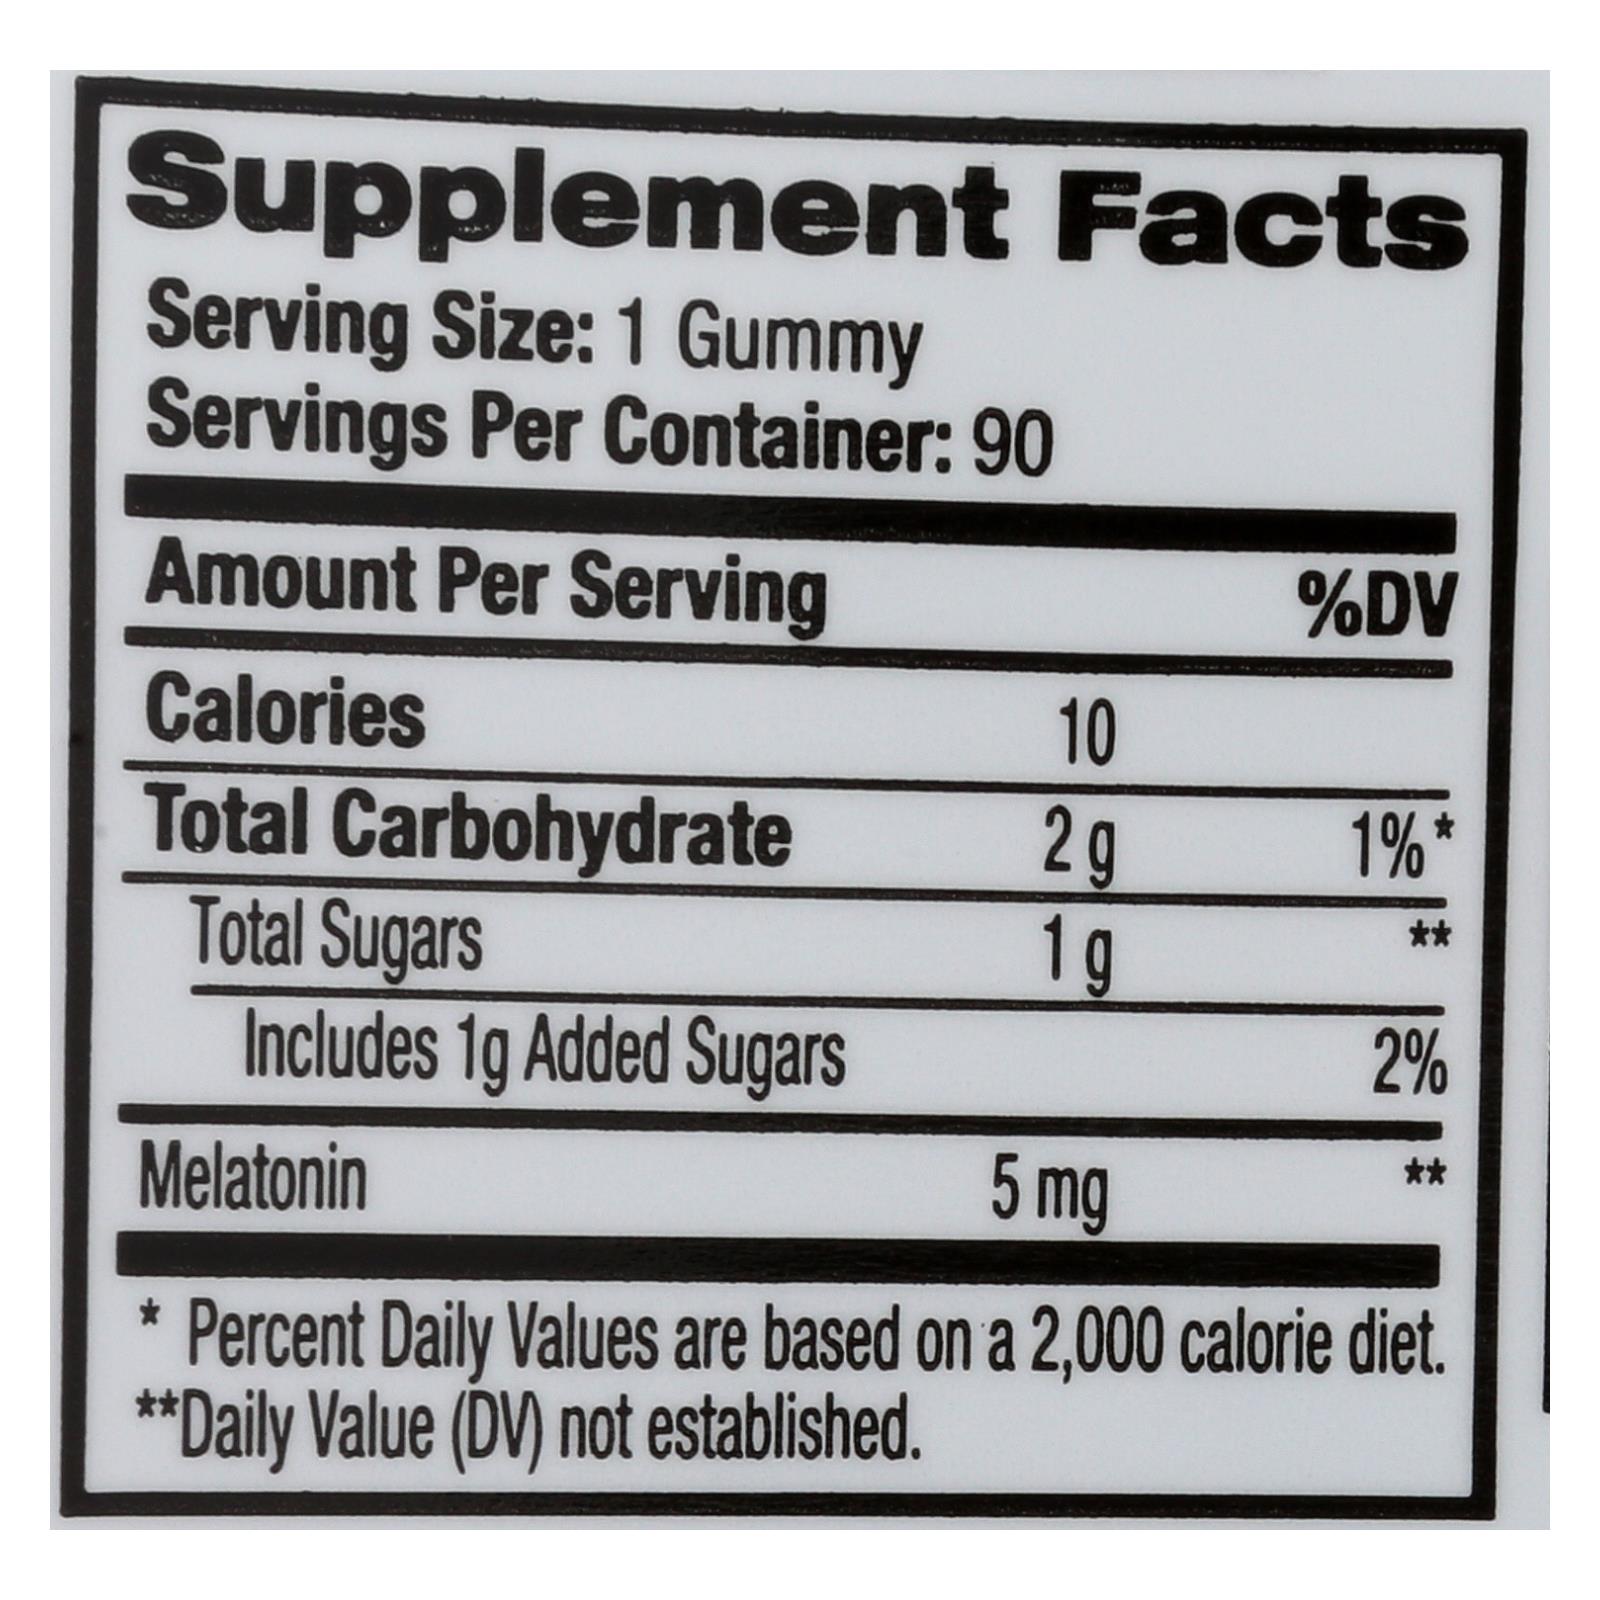 Supplement Facts
Serving Size: 1 Gummy
Servings Per Container: 90
Amount Per Serving %DV
Calories 10
Total Carbohydrate 2 g 1%*
Total Sugars 1 g **
Includes 1g Added Sugars 2%
Melatonin 5 mg **
* Percent Daily Values are based on a 2,000 calorie diet.
**Daily Value (DV) not established.